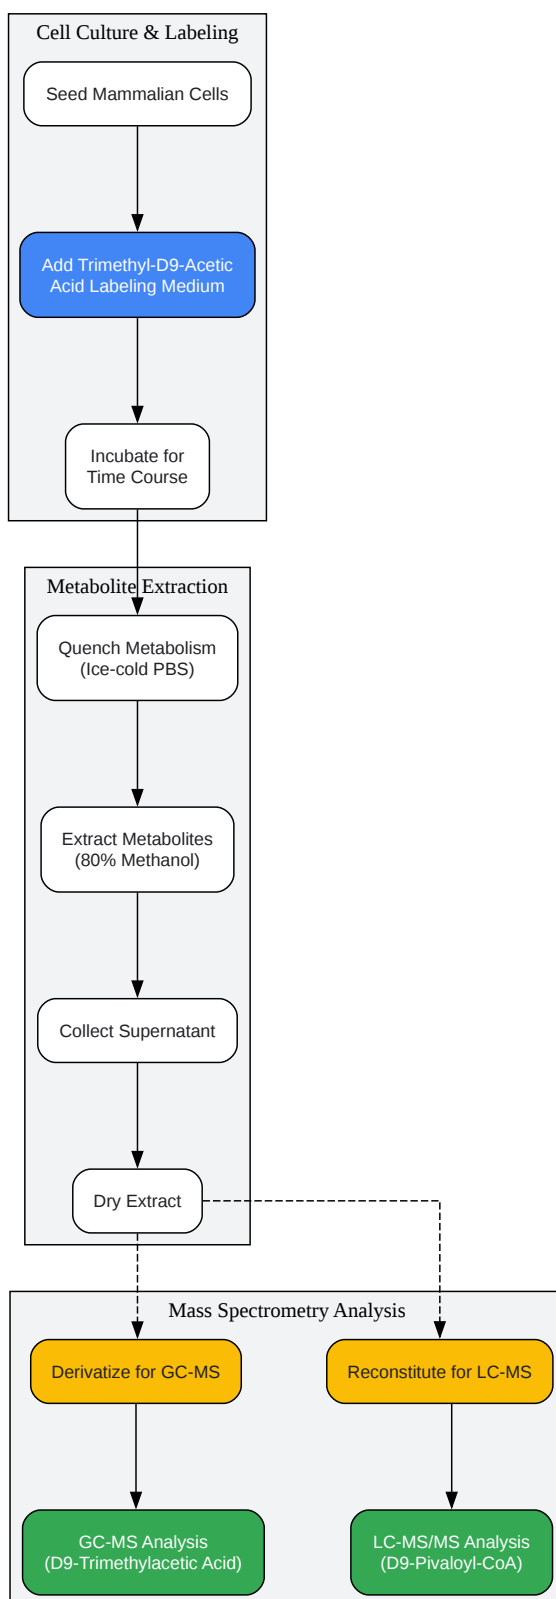 Cell Culture & Labeling
Seed Mammalian Cells
Add Trimethyl-D9-Acetic
Acid Labeling Medium
Incubate for
Time Course
Metabolite Extraction
Quench Metabolism
(Ice-cold PBS)
Extract Metabolites
(80% Methanol)
Collect Supernatant
Dry Extract
Mass Spectrometry Analysis
Derivatize for GC-MS
Reconstitute for LC-MS
GC-MS Analysis
(D9-Trimethylacetic Acid)
LC-MS/MS Analysis
(D9-Pivaloyl-CoA)